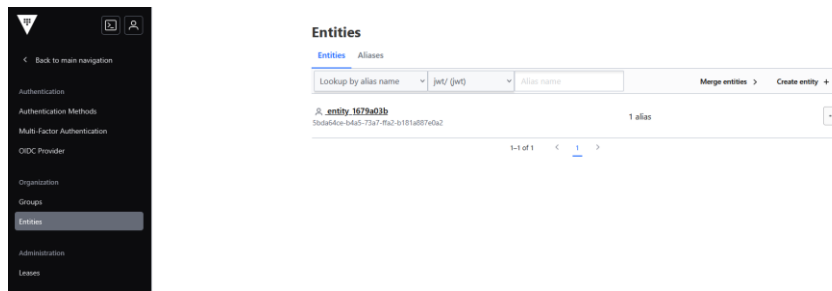 Back to main navigation
Authentication
Authentication Methods
Multi-Factor Authentication
OIDC Provider
Organization
Groups
Entities
Administration
Leases
Entities
Entities Aliases
Lookup by alias name jwt/ (jwt) Alias name Merge entities Create entity +
entity_1679a03b
5bda64ce-b4a5-73a7-ffa2-b181a887e0a2
1 alias
1–1 of 1 < 1 >